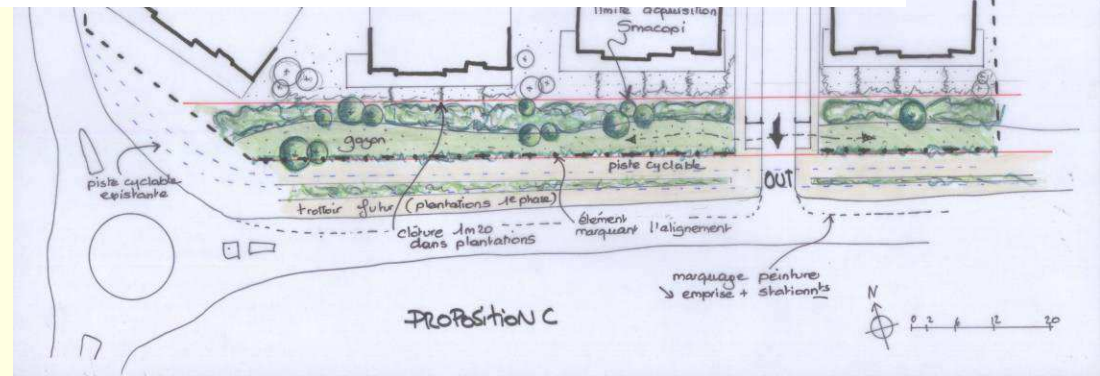 limite acquisition
Smacopi
gazon
piste cyclable
OUT
piste cyclable
existante
trottoir futur (plantations 1e phase)
clôture 1m20
dans plantations
élément
marquant l'alignement
marquage peinture
↘ emprise + stationnts
PROPOSITION C
N
0 2 6 12 20